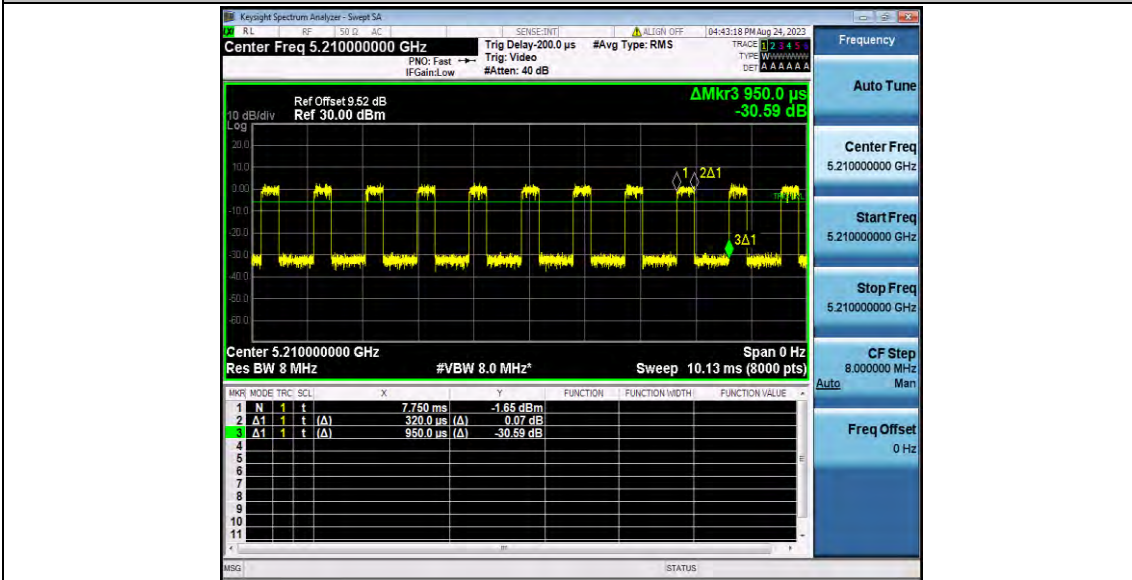 Keysight Spectrum Analyzer - Swept SA
RL RF 50 Ω AC SENSE:INT ALIGN OFF 04:43:18 PM Aug 24, 2023
Center Freq 5.210000000 GHz Trig Delay-200.0 µs #Avg Type: RMS TRACE 1 2 3 4 5 6
PNO: Fast Trig: Video TYPE WWWWWW
IFGain:Low #Atten: 40 dB DET A A A A A A
Frequency
Auto Tune
Center Freq
5.210000000 GHz
Start Freq
5.210000000 GHz
Stop Freq
5.210000000 GHz
CF Step
8.000000 MHz
Auto Man
Freq Offset
0 Hz
ΔMkr3 950.0 µs
-30.59 dB
Ref Offset 9.52 dB
10 dB/div Ref 30.00 dBm
Log
20.0
10.0
0.00
-10.0
-20.0
-30.0
-40.0
-50.0
-60.0
1 2Δ1
3Δ1
Center 5.210000000 GHz Span 0 Hz
Res BW 8 MHz #VBW 8.0 MHz* Sweep 10.13 ms (8000 pts)
MKR MODE TRC SCL X Y FUNCTION FUNCTION WIDTH FUNCTION VALUE
1 N 1 t 7.750 ms -1.65 dBm
2 Δ1 1 t (Δ) 320.0 µs (Δ) 0.07 dB
3 Δ1 1 t (Δ) 950.0 µs (Δ) -30.59 dB
4
5
6
7
8
9
10
11
MSG STATUS